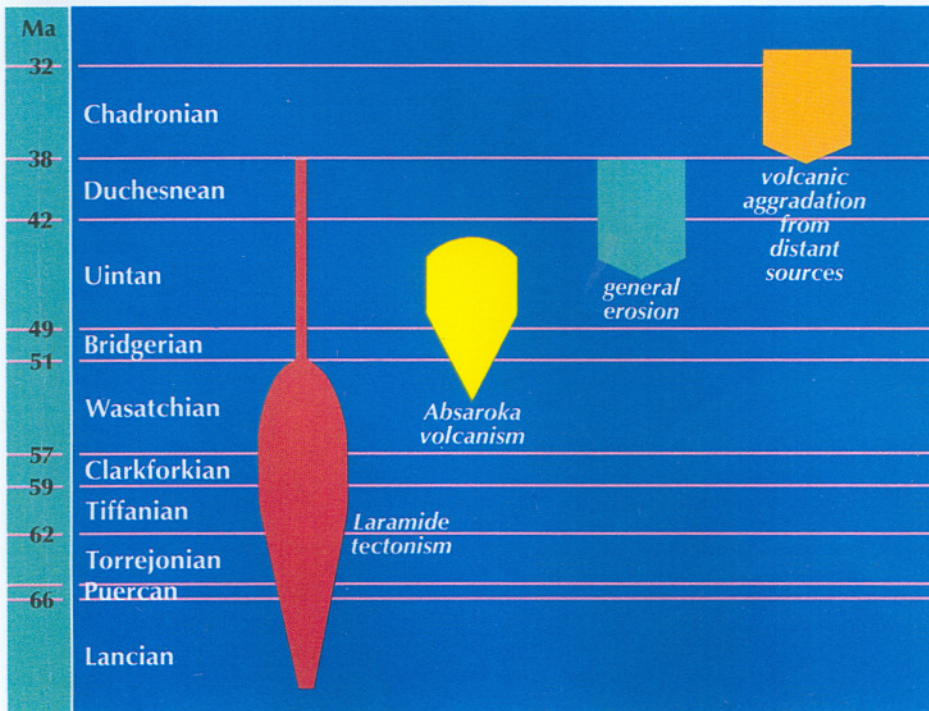 Ma
32
Chadronian
38
Duchesnean
42
Uintan
49
Bridgerian
51
Wasatchian
57
Clarkforkian
59
Tiffanian
62
Torrejonian
Puercan
66
Lancian
Laramide
tectonism
Absaroka
volcanism
general
erosion
volcanic
aggradation
from
distant
sources